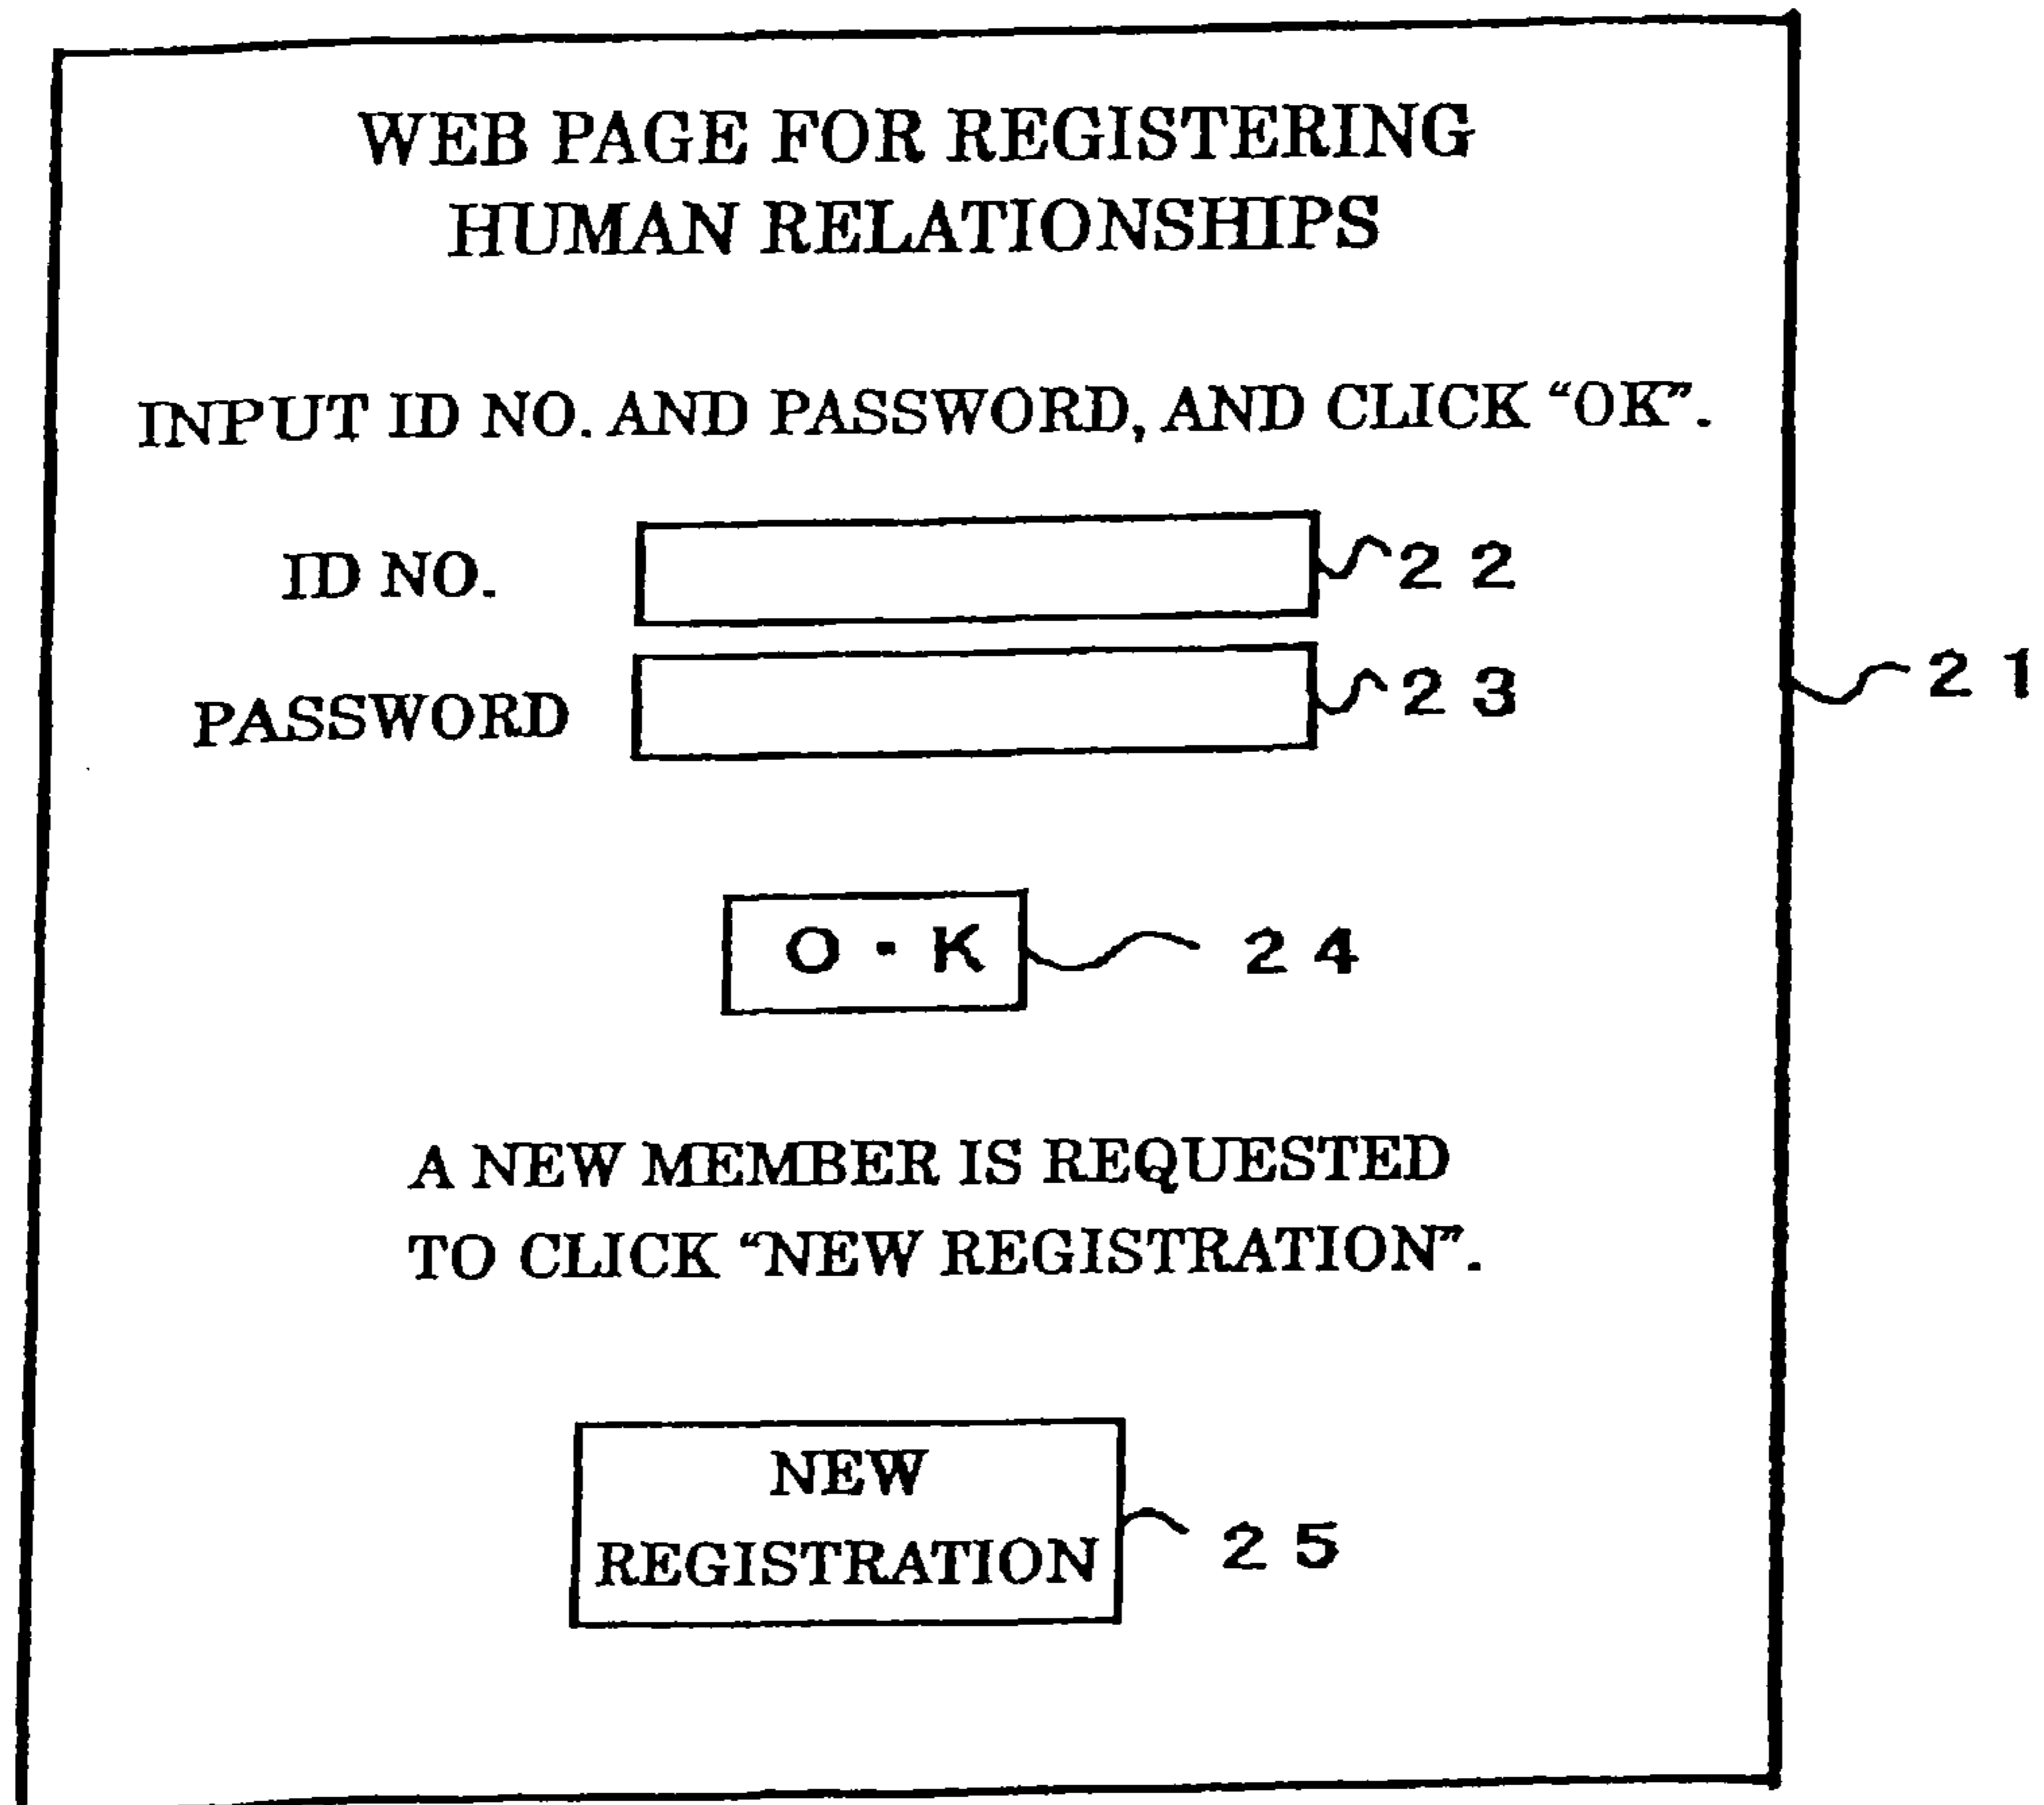 WEB PAGE FOR REGISTERING
HUMAN RELATIONSHIPS
INPUT ID NO. AND PASSWORD, AND CLICK “OK”.
ID NO. 22
PASSWORD 23
21
O・K 24
A NEW MEMBER IS REQUESTED
TO CLICK “NEW REGISTRATION”.
NEW
REGISTRATION 25